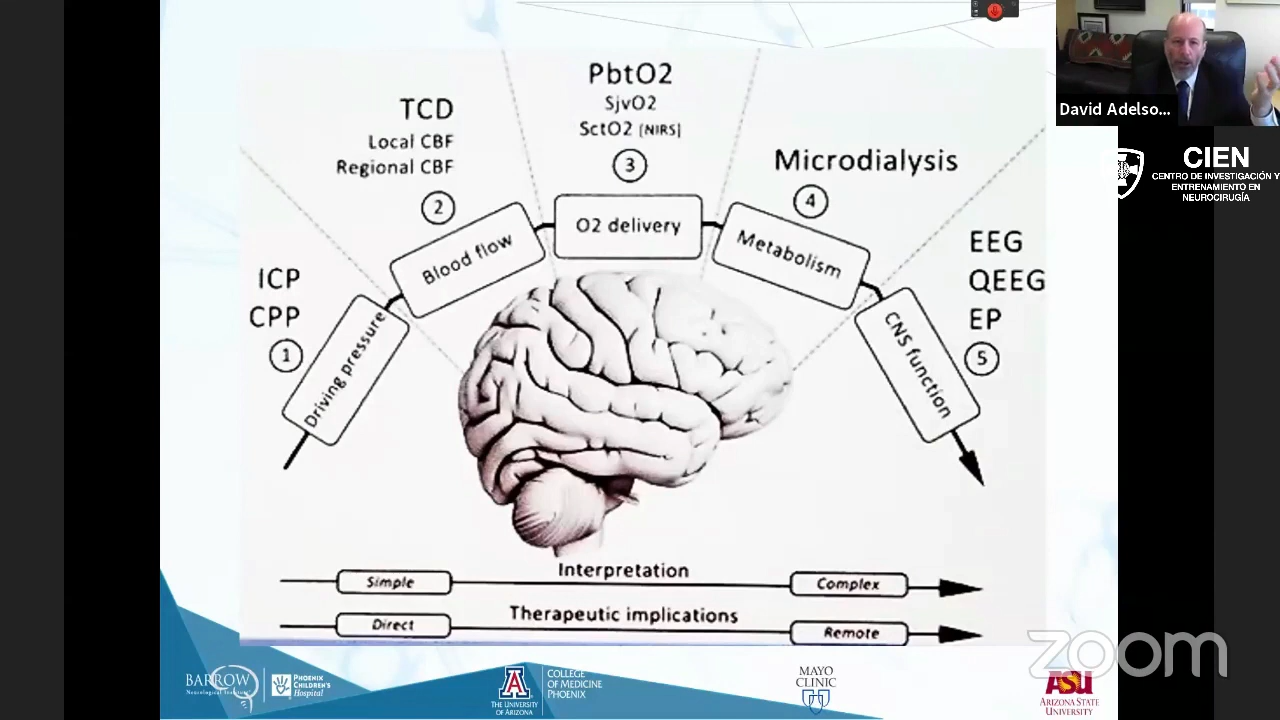 PbtO2
SjvO2
SctO2 (NIRS)
3
O2 delivery
TCD
Local CBF
Regional CBF
2
Blood flow
ICP
CPP
1
Driving pressure
Microdialysis
4
Metabolism
EEG
QEEG
EP
5
CNS function
Interpretation
Simple
Complex
Therapeutic implications
Direct
Remote
David Adelso...
CIEN
CENTRO DE INVESTIGACIÓN Y
ENTRENAMIENTO EN
NEUROCIRUGÍA
BARROW
Neurological Institute
PHOENIX
CHILDREN'S
Hospital
THE UNIVERSITY
OF ARIZONA
COLLEGE
OF MEDICINE
PHOENIX
MAYO
CLINIC
ASU
ARIZONA STATE
UNIVERSITY
zoom